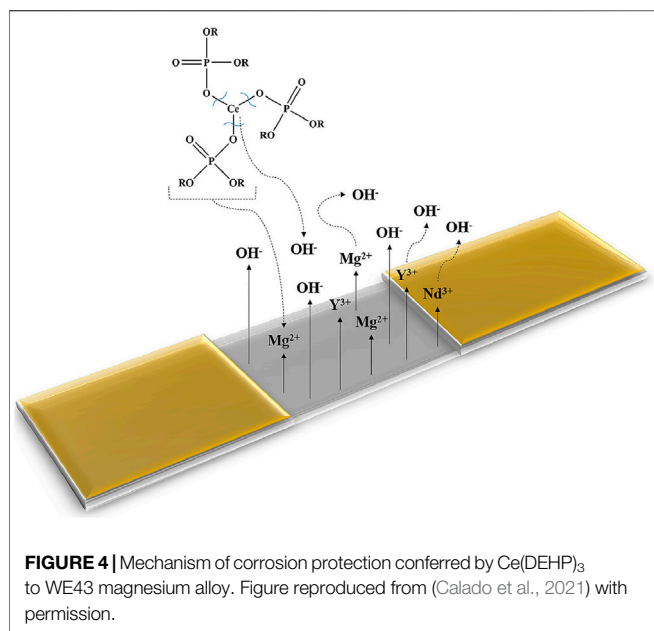 OR
O=P—OR
O
Ce
O
O
P—OR
OR
O
O
P
RO
OR
OH-
OH-
OH-
OH-
OH-
OH-
OH-
Mg²⁺
Y³⁺
Nd³⁺
Y³⁺
Mg²⁺
Mg²⁺
FIGURE 4 | Mechanism of corrosion protection conferred by Ce(DEHP)₃
to WE43 magnesium alloy. Figure reproduced from (Calado et al., 2021) with
permission.